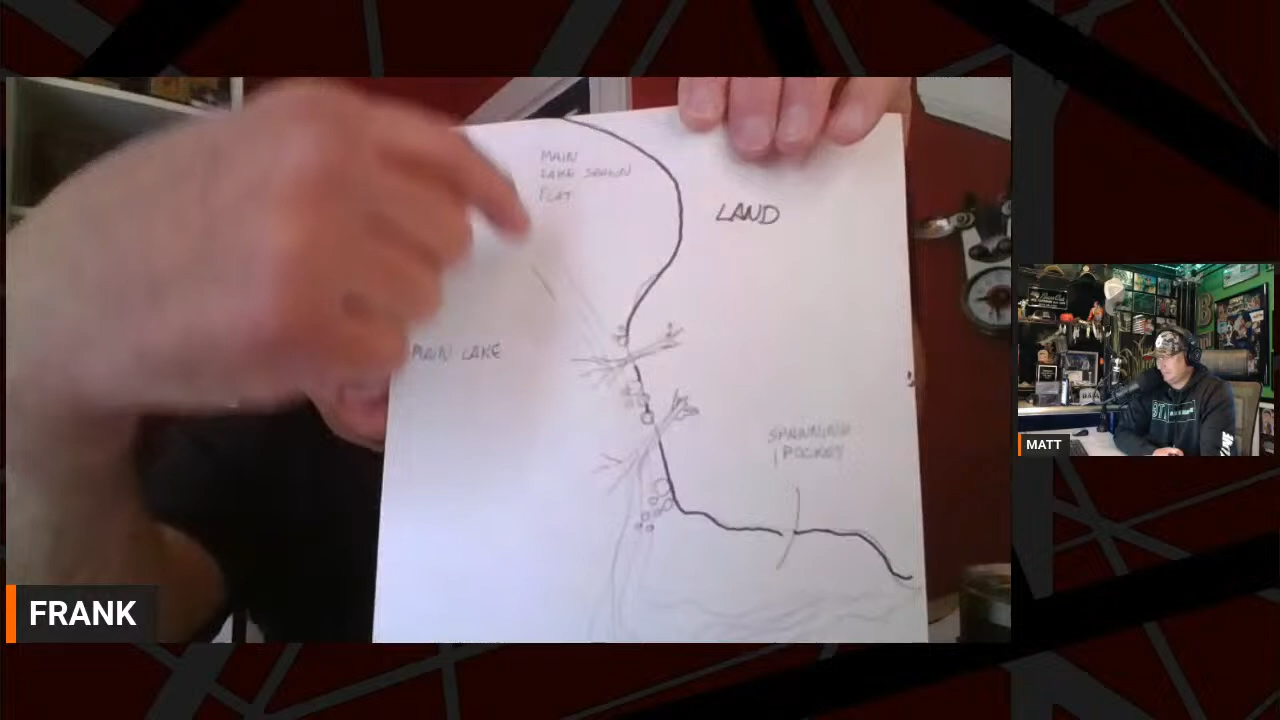 MAIN
LAKE SPAWN
FLAT
LAND
MAIN LAKE
SPAWNING
POCKET
FRANK
MATT